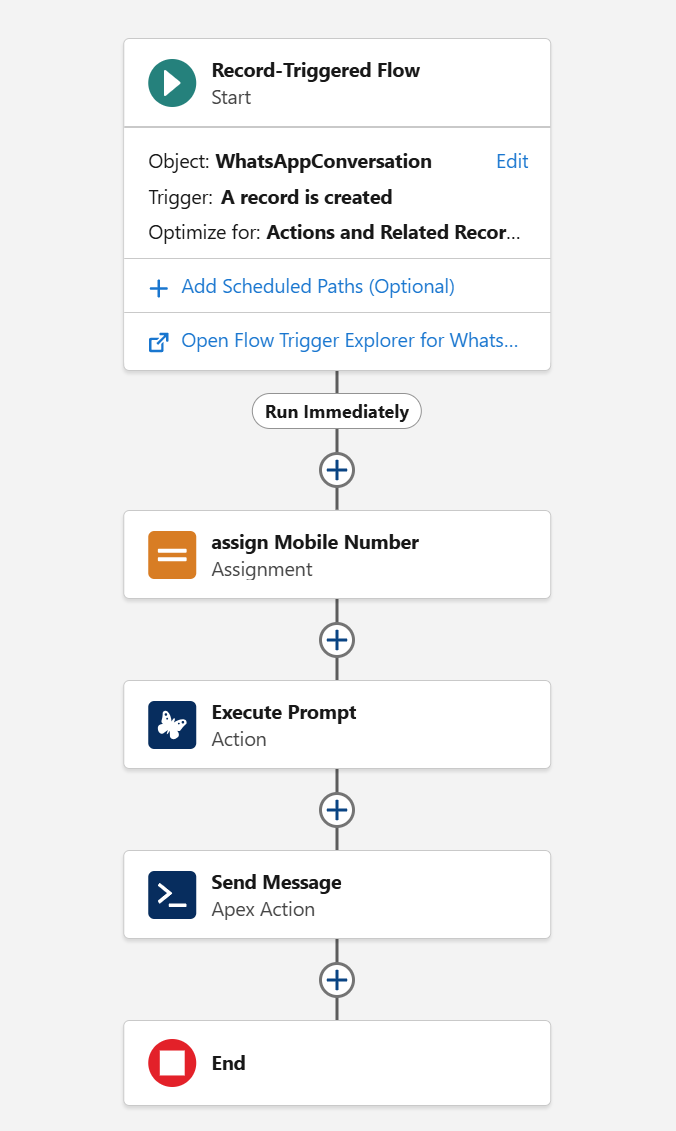 Record-Triggered Flow
Start
Object: WhatsAppConversation Edit
Trigger: A record is created
Optimize for: Actions and Related Recor...
Add Scheduled Paths (Optional)
Open Flow Trigger Explorer for Whats...
Run Immediately
assign Mobile Number
Assignment
Execute Prompt
Action
Send Message
Apex Action
End